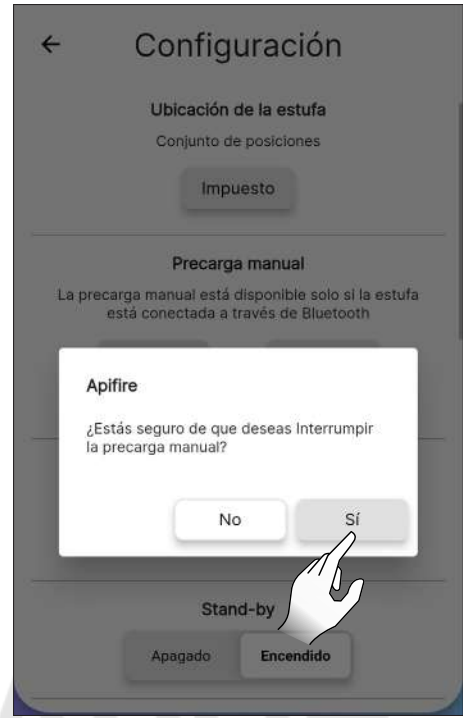 Configuración
Ubicación de la estufa
Conjunto de posiciones
Impuesto
Precarga manual
La precarga manual está disponible solo si la estufa
está conectada a través de Bluetooth
Apifire
¿Estás seguro de que deseas Interrumpir
la precarga manual?
No
Sí
Stand-by
Apagado
Encendido